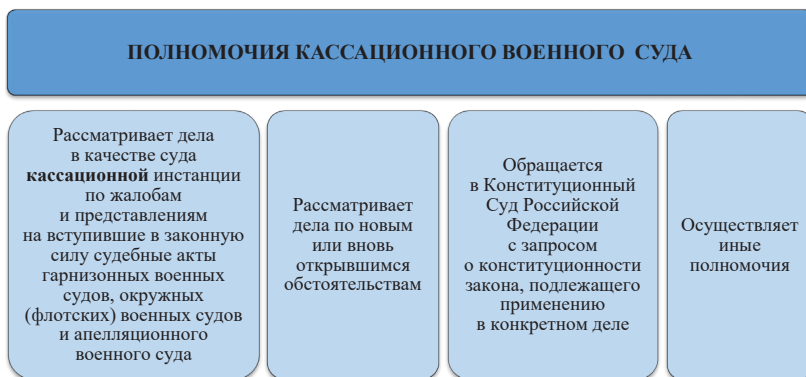 ПОЛНОМОЧИЯ КАССАЦИОННОГО ВОЕННОГО СУДА
Рассматривает дела
в качестве суда
кассационной инстанции
по жалобам
и представлениям
на вступившие в законную
силу судебные акты
гарнизонных военных
судов, окружных
(флотских) военных судов
и апелляционного
военного суда
Рассматривает
дела по новым
или вновь
открывшимся
обстоятельствам
Обращается
в Конституционный
Суд Российской
Федерации
с запросом
о конституционности
закона, подлежащего
применению
в конкретном деле
Осуществляет
иные
полномочия